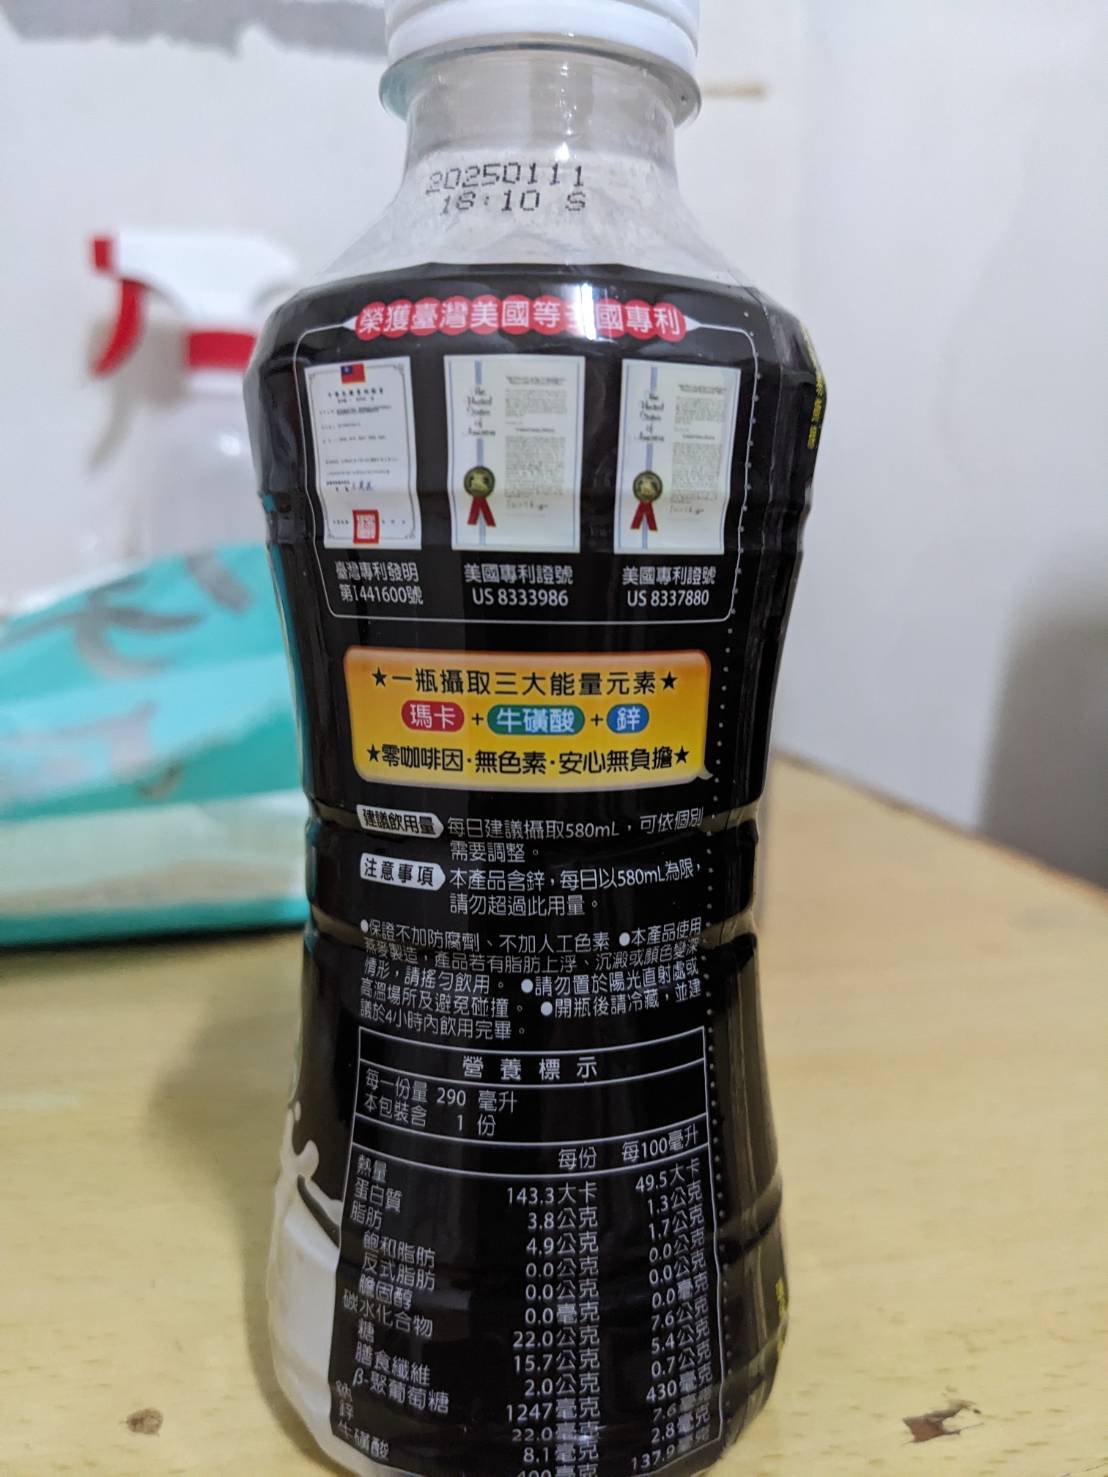 20250111
18:10 S
榮獲臺灣美國等多國專利
臺灣專利發明
第I441600號
美國專利證號
US 8333986
美國專利證號
US 8337880
★一瓶攝取三大能量元素★
瑪卡+牛磺酸+鋅
★零咖啡因·無色素·安心無負擔★
建議飲用量 每日建議攝取580mL，可依個別
需要調整。
注意事項 本產品含鋅，每日以580mL為限，
請勿超過此用量。
●保證不加防腐劑、不加人工色素 ●本產品使用
燕麥製造，產品若有脂肪上浮、沉澱或顏色變深
情形，請搖勻飲用。 ●請勿置於陽光直射處或
高溫場所及避免碰撞。 ●開瓶後請冷藏，並建
議於4小時內飲用完畢。
營養標示
每一份量 290 毫升
本包裝含 1 份
每份 每100毫升
熱量 143.3大卡 49.5大卡
蛋白質 3.8公克 1.3公克
脂肪 4.9公克 1.7公克
飽和脂肪 0.0公克 0.0公克
反式脂肪 0.0公克 0.0公克
膽固醇 0.0毫克 0.0毫克
碳水化合物 22.0公克 7.6公克
糖 15.7公克 5.4公克
膳食纖維 2.0公克 0.7公克
β-聚葡萄糖 1247毫克 430毫克
鈉 22.0毫克 7.6毫克
鋅 8.1毫克 2.8毫克
牛磺酸 400毫克 137.9毫克